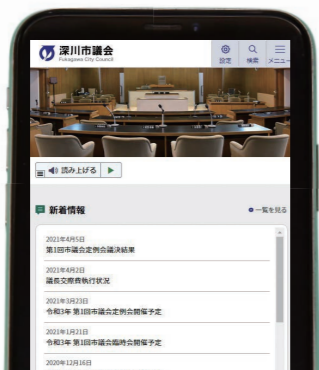 深川市議会
Fukagawa City Council
設定
検索
メニュー
読み上げる
新着情報
一覧を見る
2021年4月5日
第1回市議会定例会議決結果
2021年4月2日
議長交際費執行状況
2021年3月23日
令和3年 第1回市議会定例会開催予定
2021年1月21日
令和3年 第1回市議会臨時会開催予定
2020年12月16日